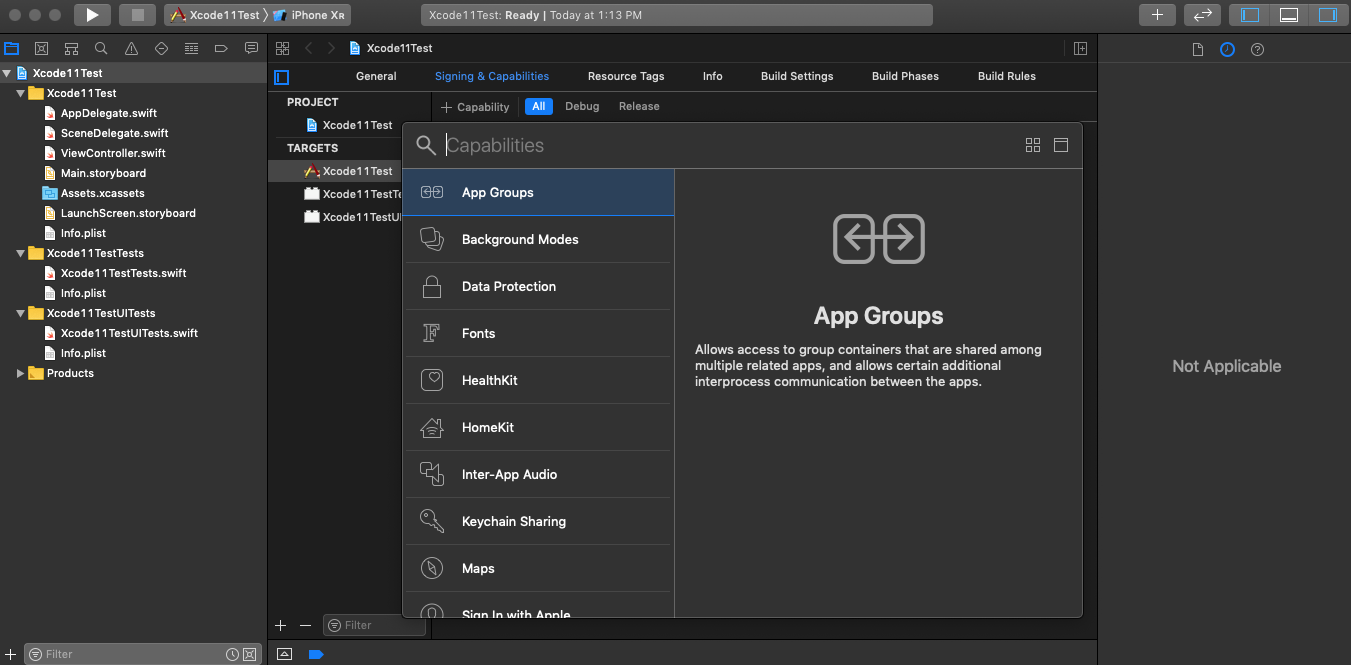 Xcode11Test
iPhone XR
Xcode11Test: Ready | Today at 1:13 PM
Xcode11Test
Xcode11Test
AppDelegate.swift
SceneDelegate.swift
ViewController.swift
Main.storyboard
Assets.xcassets
LaunchScreen.storyboard
Info.plist
Xcode11TestTests
Xcode11TestTests.swift
Info.plist
Xcode11TestUITests
Xcode11TestUITests.swift
Info.plist
Products
Filter
Xcode11Test
General
Signing & Capabilities
Resource Tags
Info
Build Settings
Build Phases
Build Rules
PROJECT
Xcode11Test
TARGETS
Xcode11Test
Xcode11TestTe
Xcode11TestUI
Filter
Capability
All
Debug
Release
Capabilities
App Groups
Background Modes
Data Protection
Fonts
HealthKit
HomeKit
Inter-App Audio
Keychain Sharing
Maps
Sign In with Apple
App Groups
Allows access to group containers that are shared among
multiple related apps, and allows certain additional
interprocess communication between the apps.
Not Applicable